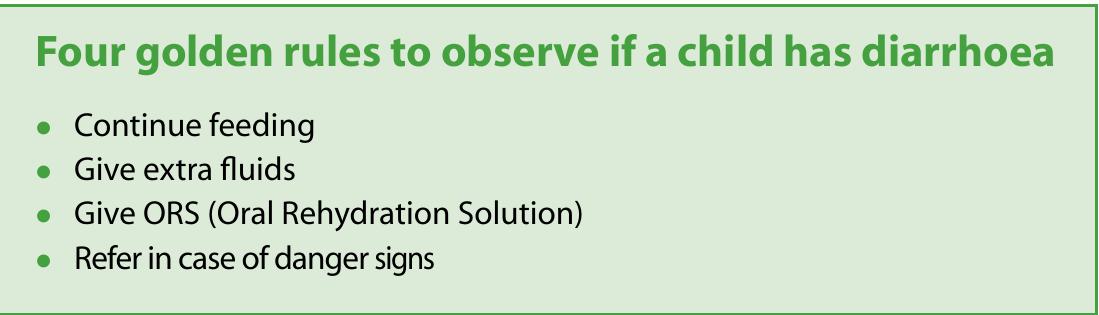 Four golden rules to observe if a child has diarrhoea
• Continue feeding
• Give extra fluids
• Give ORS (Oral Rehydration Solution)
• Refer in case of danger signs